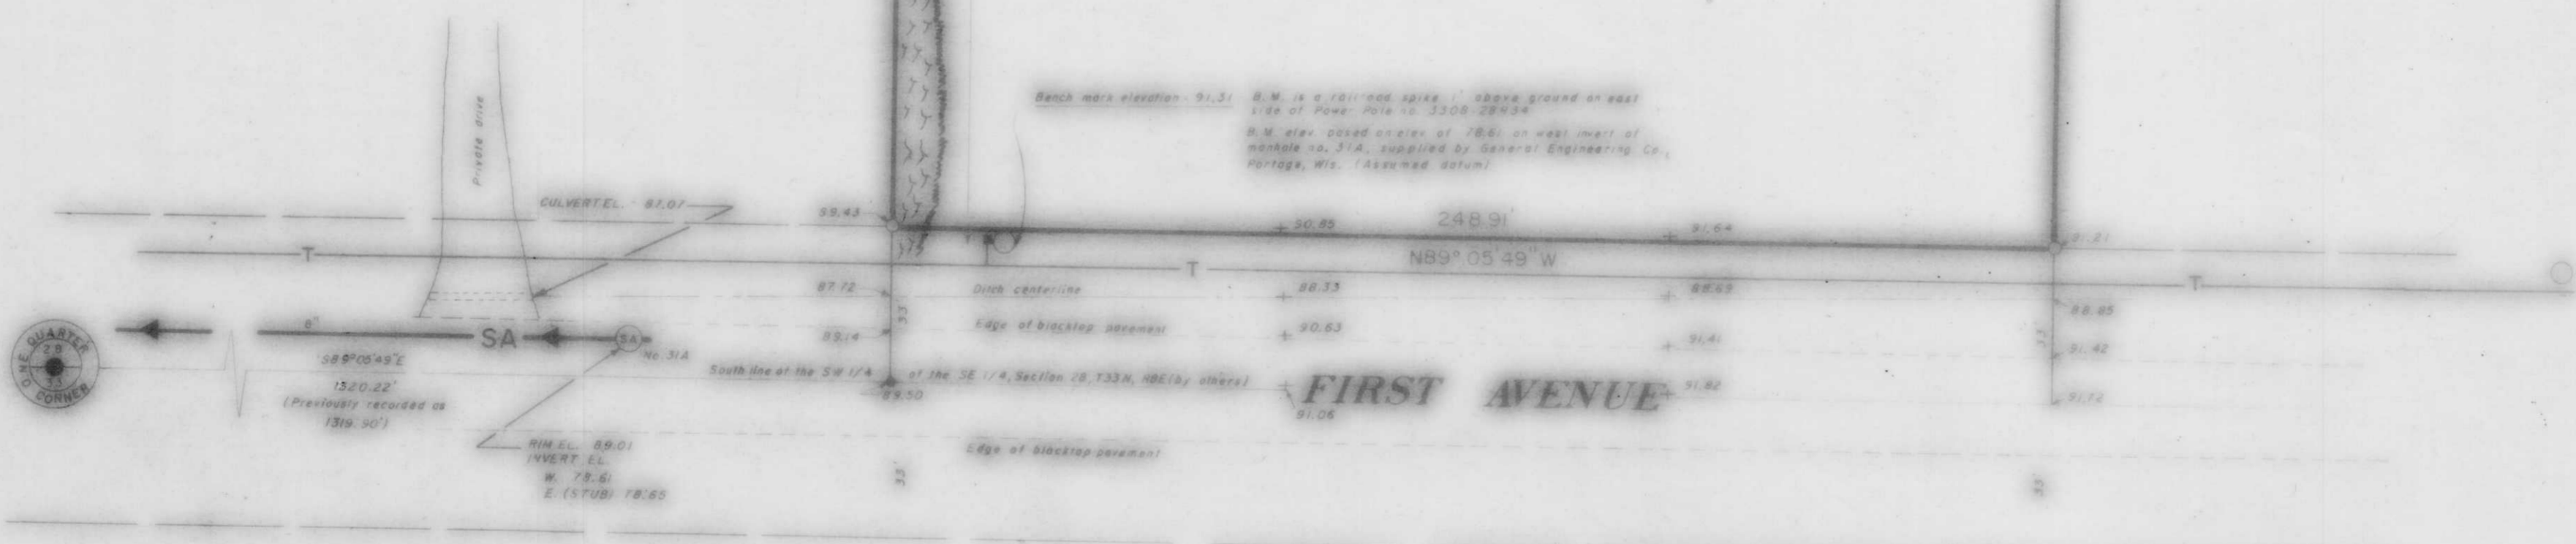 Private drive
Bench mark elevation - 91.31
B.M. is a railroad spike 1' above ground on east
side of Power Pole no. 3308-28R34
B.M. elev. based on elev. of 78.61 on west invert of
manhole no. 31A, supplied by General Engineering Co.,
Portage, Wis. (Assumed datum)
CULVERT EL. - 87.07
89.43
90.85
248.91'
91.64
91.21
T
T
N89° 05' 49" W
T
87.72
Ditch centerline
88.33
88.69
88.85
33'
33'
8"
SA
SA
No. 31A
89.14
Edge of blacktop pavement
90.63
91.41
91.42
ONE QUARTER
28
33
CORNER
S89°05'49"E
1320.22'
(Previously recorded as
1319.90')
South line of the SW 1/4 of the SE 1/4, Section 28, T33N, R8E (by others)
89.50
91.06
FIRST AVENUE
91.82
91.72
RIM EL. 89.01
INVERT EL.
W. 78.61
E. (STUB) 78.65
Edge of blacktop pavement
33'
33'